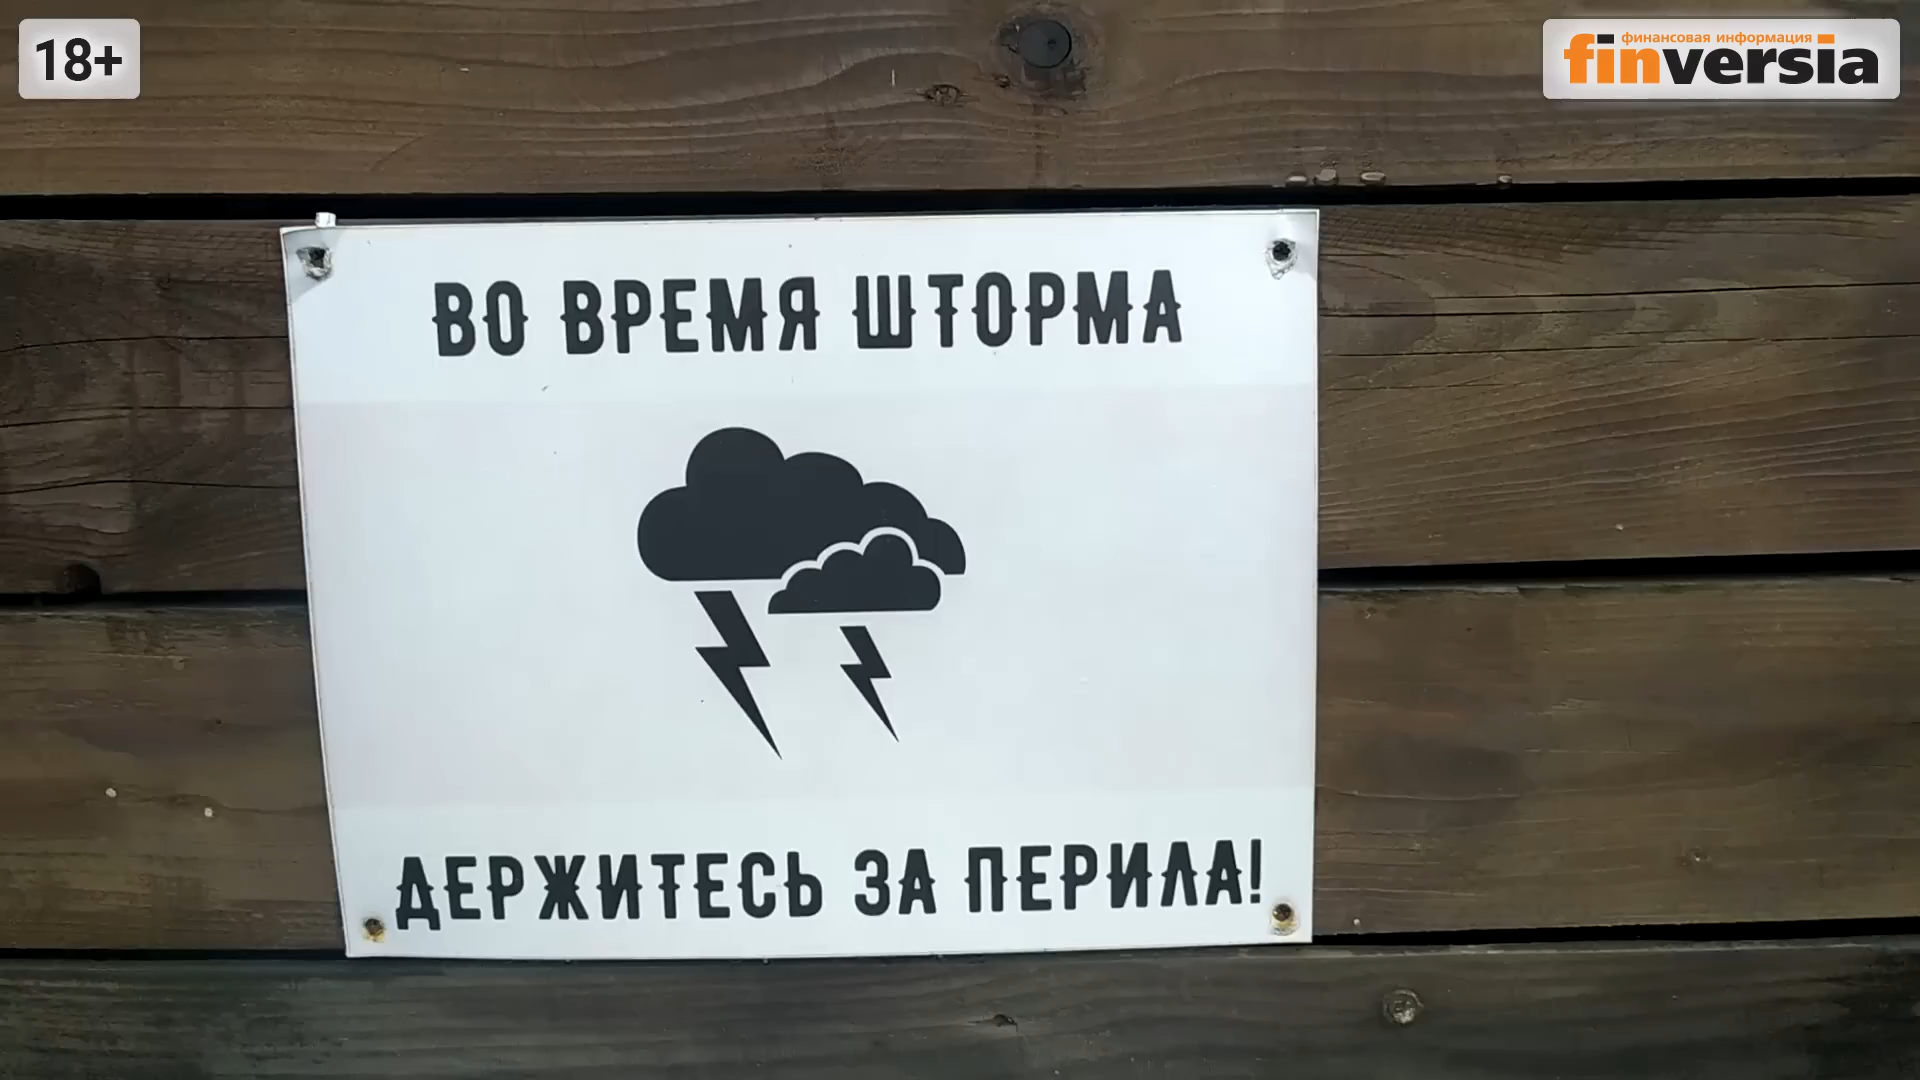 18+
финансовая информация
finversia
ВО ВРЕМЯ ШТОРМА
ДЕРЖИТЕСЬ ЗА ПЕРИЛА!